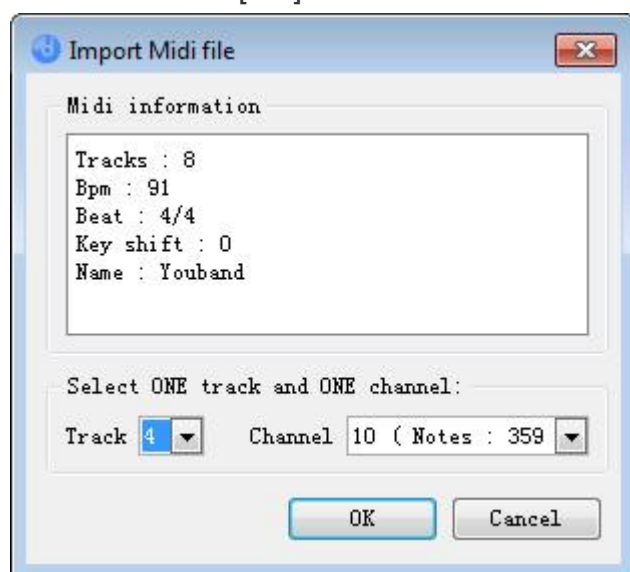 Import Midi file
Midi information
Tracks : 8
Bpm : 91
Beat : 4/4
Key shift : 0
Name : Youband
Select ONE track and ONE channel:
Track 4 Channel 10 ( Notes : 359
OK Cancel